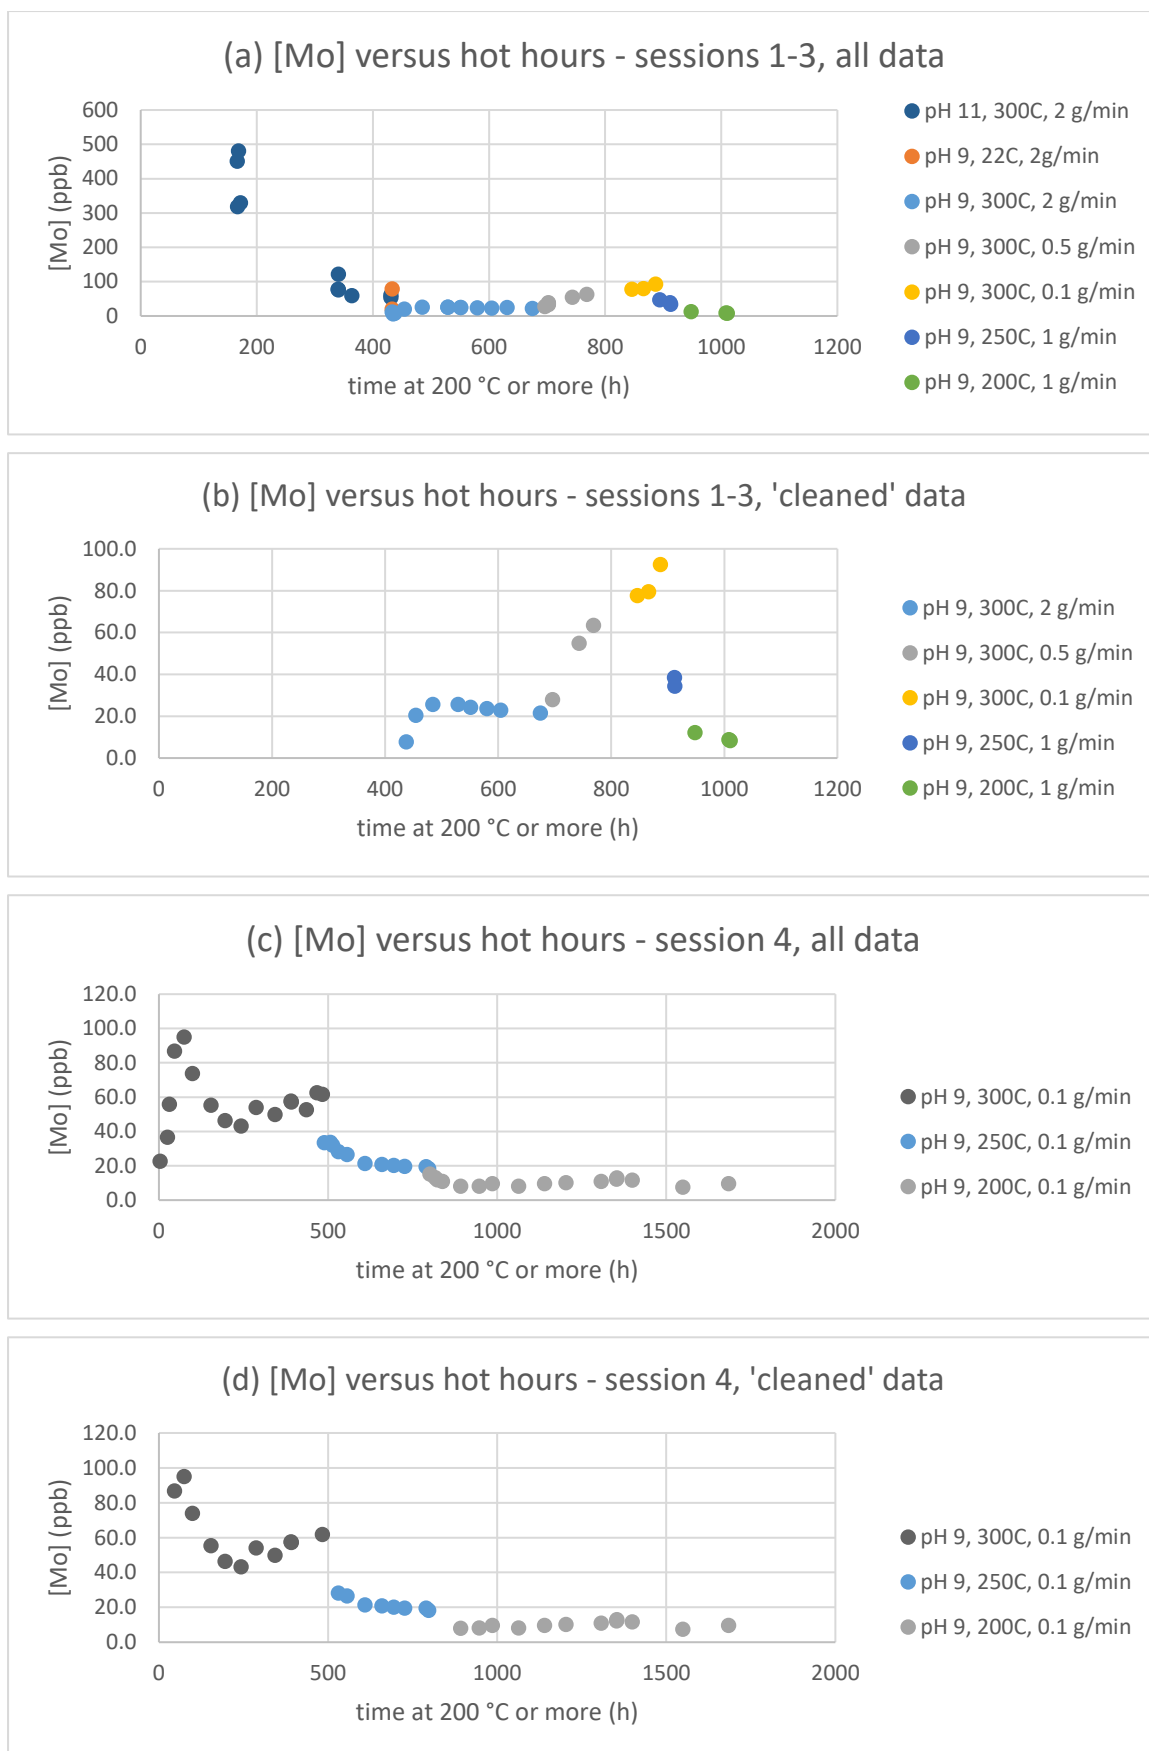 (a) [Mo] versus hot hours - sessions 1-3, all data
600
500
400
300
200
100
0
[Mo] (ppb)
0 200 400 600 800 1000 1200
time at 200 °C or more (h)
pH 11, 300C, 2 g/min
pH 9, 22C, 2g/min
pH 9, 300C, 2 g/min
pH 9, 300C, 0.5 g/min
pH 9, 300C, 0.1 g/min
pH 9, 250C, 1 g/min
pH 9, 200C, 1 g/min
(b) [Mo] versus hot hours - sessions 1-3, 'cleaned' data
100.0
80.0
60.0
40.0
20.0
0.0
[Mo] (ppb)
0 200 400 600 800 1000 1200
time at 200 °C or more (h)
pH 9, 300C, 2 g/min
pH 9, 300C, 0.5 g/min
pH 9, 300C, 0.1 g/min
pH 9, 250C, 1 g/min
pH 9, 200C, 1 g/min
(c) [Mo] versus hot hours - session 4, all data
120.0
100.0
80.0
60.0
40.0
20.0
0.0
[Mo] (ppb)
0 500 1000 1500 2000
time at 200 °C or more (h)
pH 9, 300C, 0.1 g/min
pH 9, 250C, 0.1 g/min
pH 9, 200C, 0.1 g/min
(d) [Mo] versus hot hours - session 4, 'cleaned' data
120.0
100.0
80.0
60.0
40.0
20.0
0.0
[Mo] (ppb)
0 500 1000 1500 2000
time at 200 °C or more (h)
pH 9, 300C, 0.1 g/min
pH 9, 250C, 0.1 g/min
pH 9, 200C, 0.1 g/min